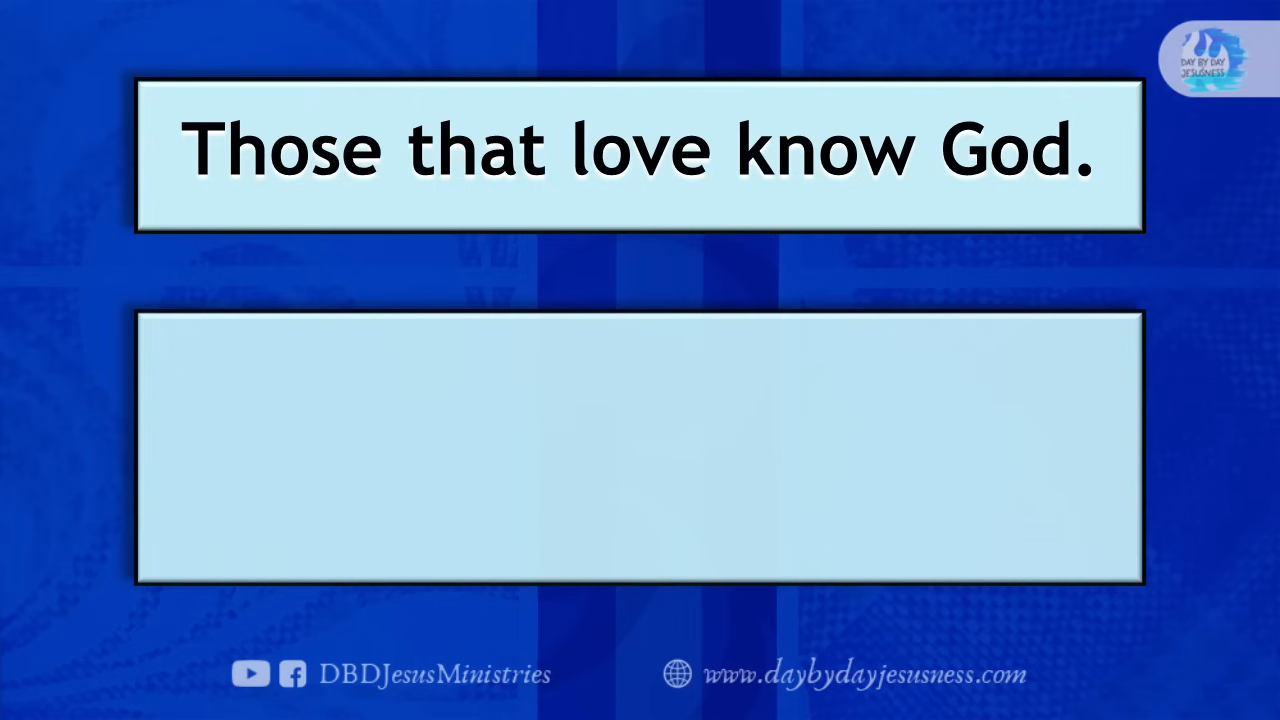 DAY BY DAY
JESUSNESS
Those that love know God.
DBDJesusMinistries
www.daybydayjesusness.com